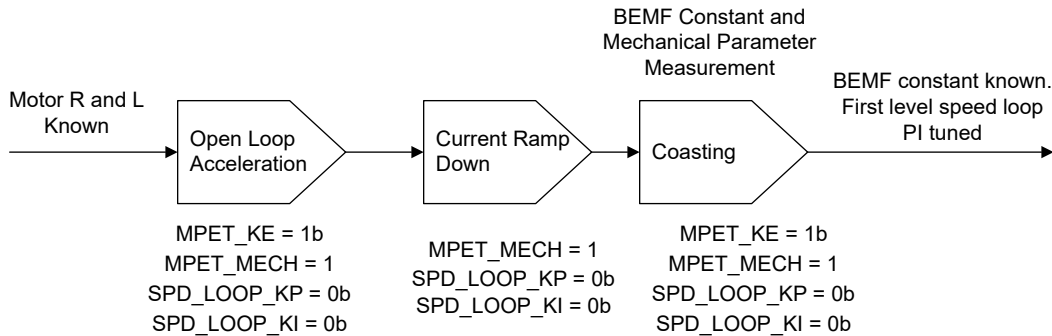 BEMF Constant and
Mechanical Parameter
Measurement
Motor R and L
Known
Open Loop
Acceleration
Current Ramp
Down
Coasting
BEMF constant known.
First level speed loop
PI tuned
MPET_KE = 1b
MPET_MECH = 1
SPD_LOOP_KP = 0b
SPD_LOOP_KI = 0b
MPET_MECH = 1
SPD_LOOP_KP = 0b
SPD_LOOP_KI = 0b
MPET_KE = 1b
MPET_MECH = 1
SPD_LOOP_KP = 0b
SPD_LOOP_KI = 0b